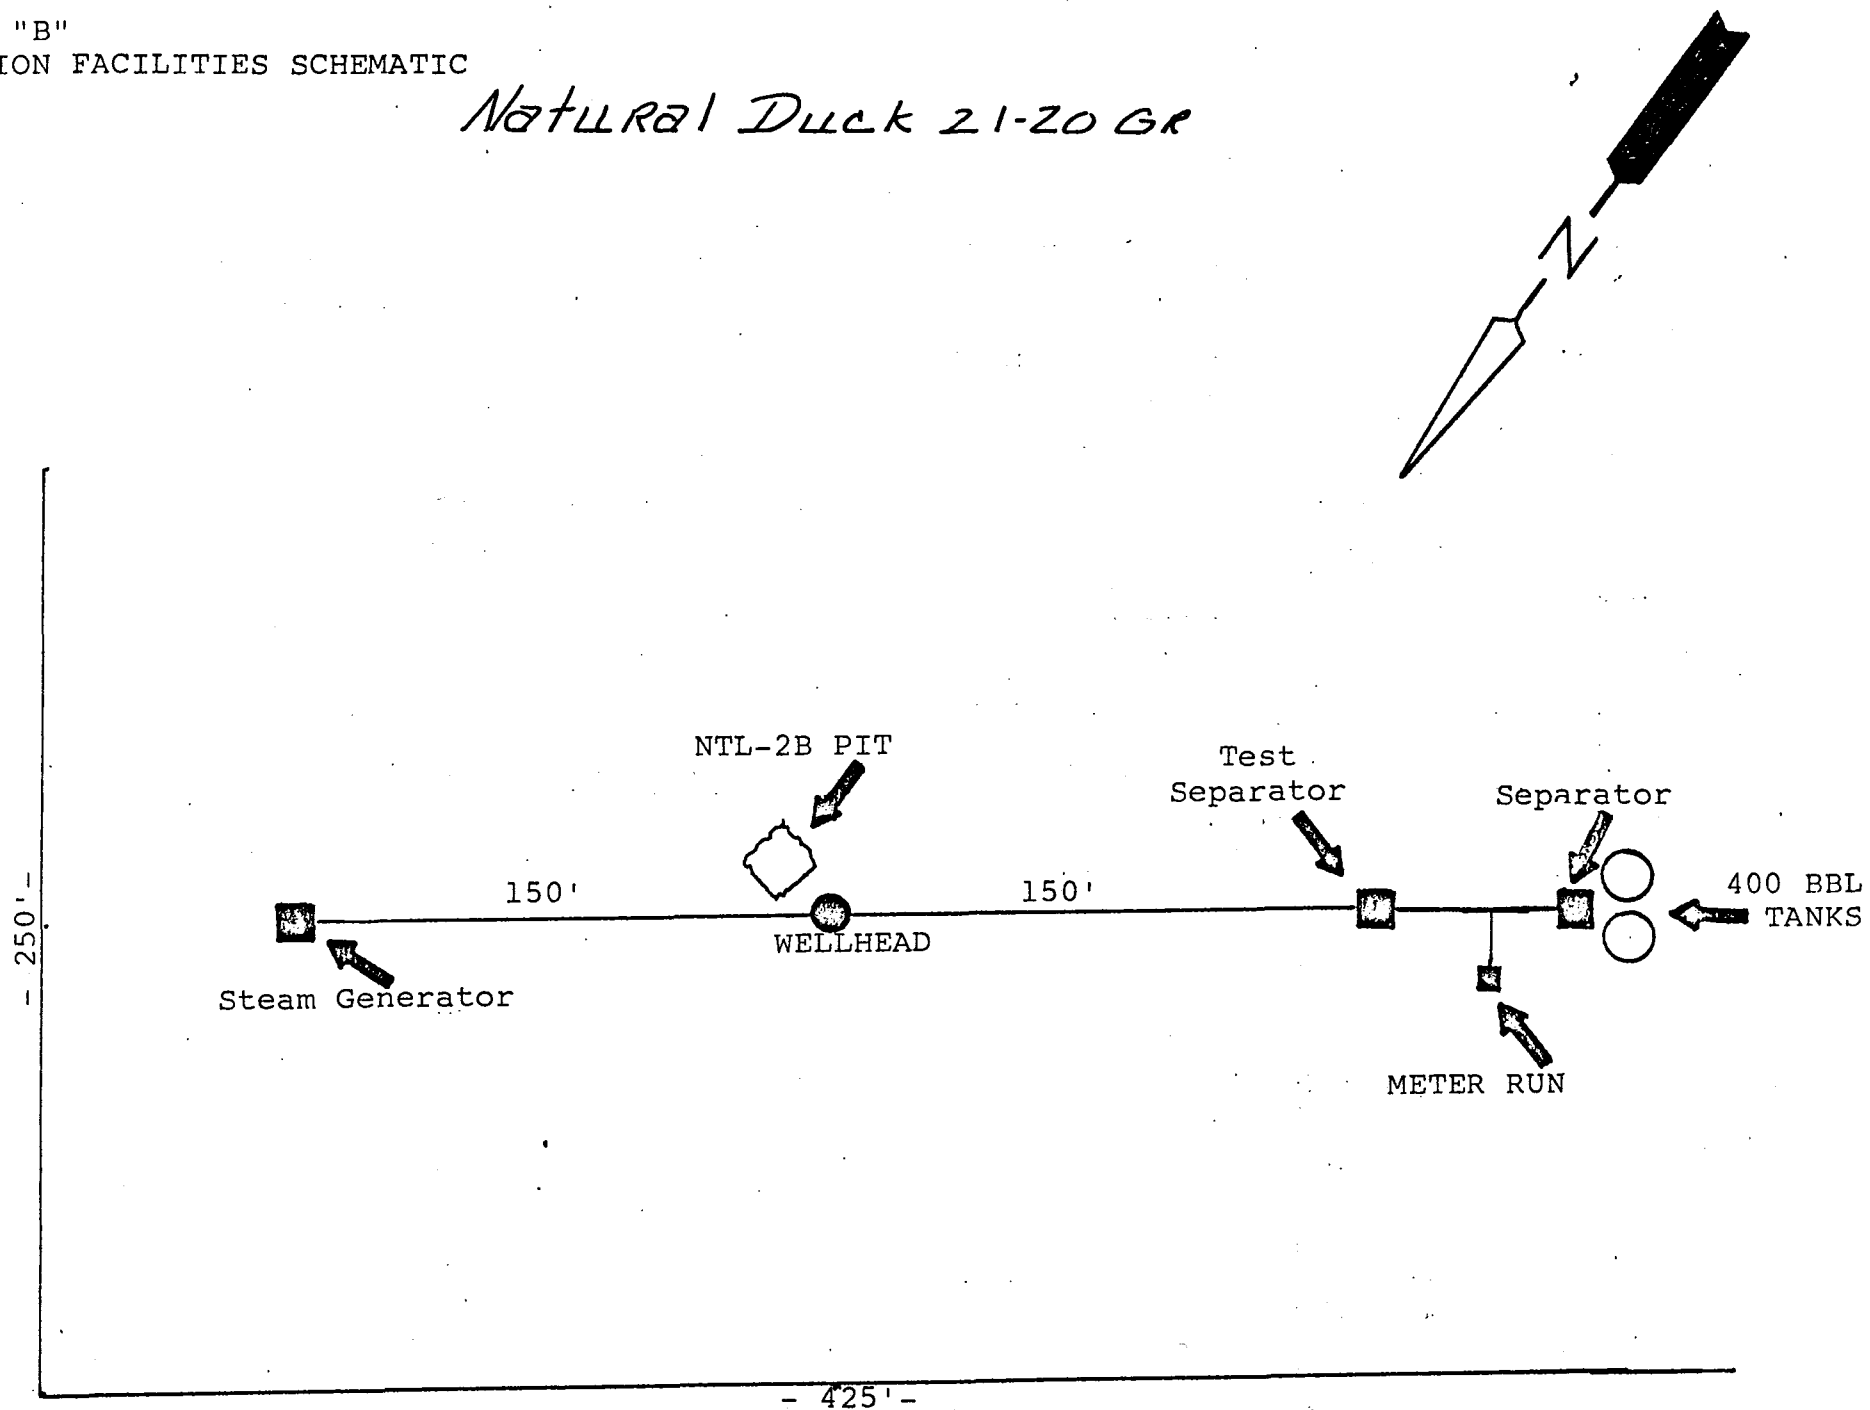 "B"
ION FACILITIES SCHEMATIC
Natural Duck 21-20 GR
N
NTL-2B PIT
Test
Separator
Separator
150'
150'
400 BBL
TANKS
WELLHEAD
- 250' -
Steam Generator
METER RUN
- 425' -